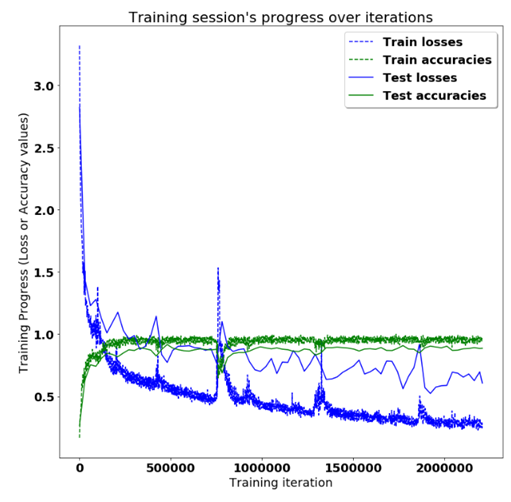 Training session's progress over iterations
Train losses
Train accuracies
Test losses
Test accuracies
Training Progress (Loss or Accuracy values)
3.0
2.5
2.0
1.5
1.0
0.5
0 500000 1000000 1500000 2000000
Training iteration